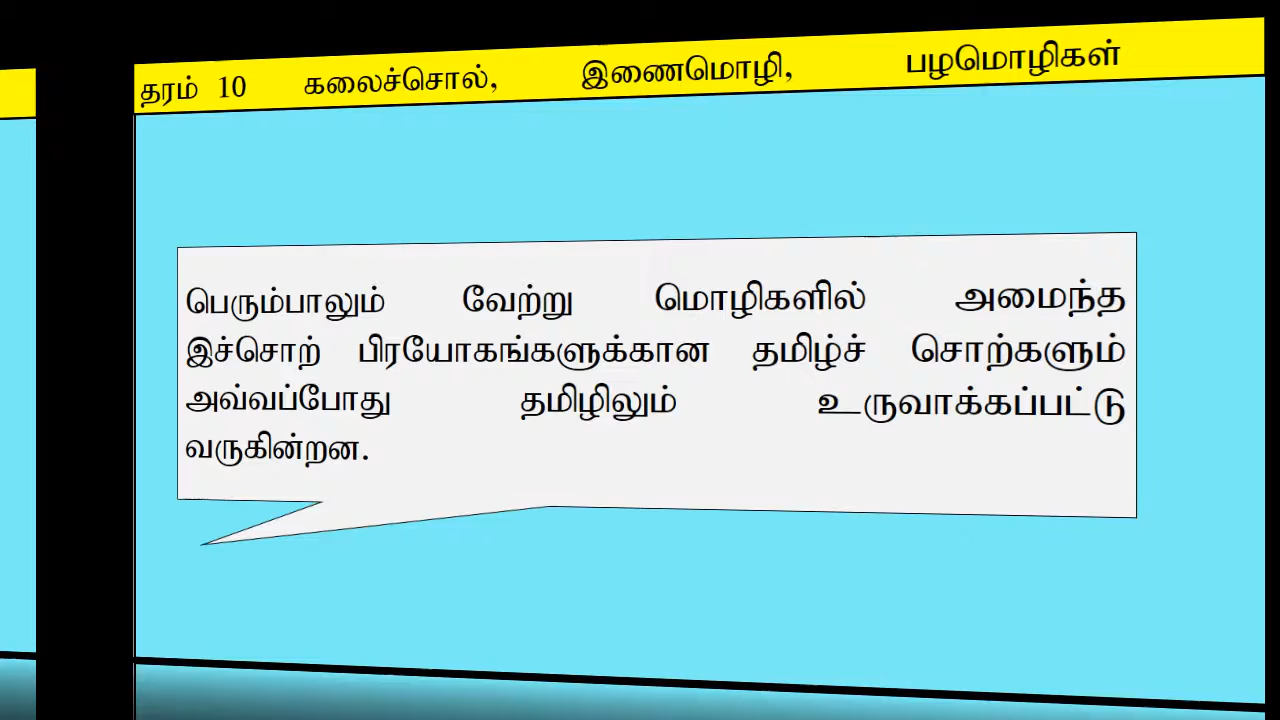 தரம் 10 கலைச்சொல், இணைமொழி, பழமொழிகள்
பெரும்பாலும் வேற்று மொழிகளில் அமைந்த
இச்சொற் பிரயோகங்களுக்கான தமிழ்ச் சொற்களும்
அவ்வப்போது தமிழிலும் உருவாக்கப்பட்டு
வருகின்றன.